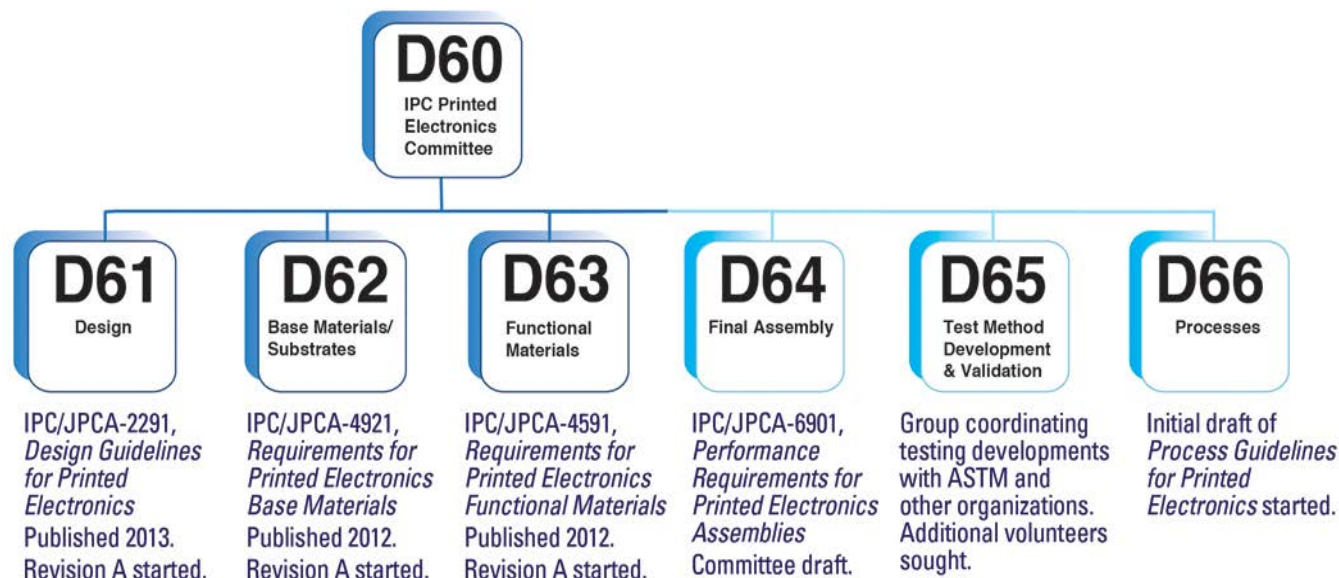 D60
IPC Printed
Electronics
Committee
D61
Design
D62
Base Materials/
Substrates
D63
Functional
Materials
D64
Final Assembly
D65
Test Method
Development
& Validation
D66
Processes
IPC/JPCA-2291,
Design Guidelines
for Printed
Electronics
Published 2013.
Revision A started.
IPC/JPCA-4921,
Requirements for
Printed Electronics
Base Materials
Published 2012.
Revision A started.
IPC/JPCA-4591,
Requirements for
Printed Electronics
Functional Materials
Published 2012.
Revision A started.
IPC/JPCA-6901,
Performance
Requirements for
Printed Electronics
Assemblies
Committee draft.
Group coordinating
testing developments
with ASTM and
other organizations.
Additional volunteers
sought.
Initial draft of
Process Guidelines
for Printed
Electronics started.